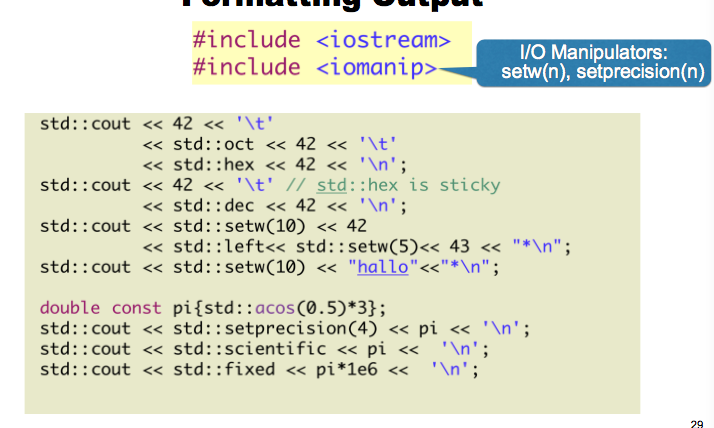 Formatting Output
#include <iostream>
#include <iomanip>
I/O Manipulators:
setw(n), setprecision(n)
std::cout << 42 << '\t'
          << std::oct << 42 << '\t'
          << std::hex << 42 << '\n';
std::cout << 42 << '\t' // std::hex is sticky
          << std::dec << 42 << '\n';
std::cout << std::setw(10) << 42
          << std::left<< std::setw(5)<< 43 << "*\n";
std::cout << std::setw(10) << "hallo"<<"*\n";
double const pi{std::acos(0.5)*3};
std::cout << std::setprecision(4) << pi << '\n';
std::cout << std::scientific << pi <<  '\n';
std::cout << std::fixed << pi*1e6 <<  '\n';
29